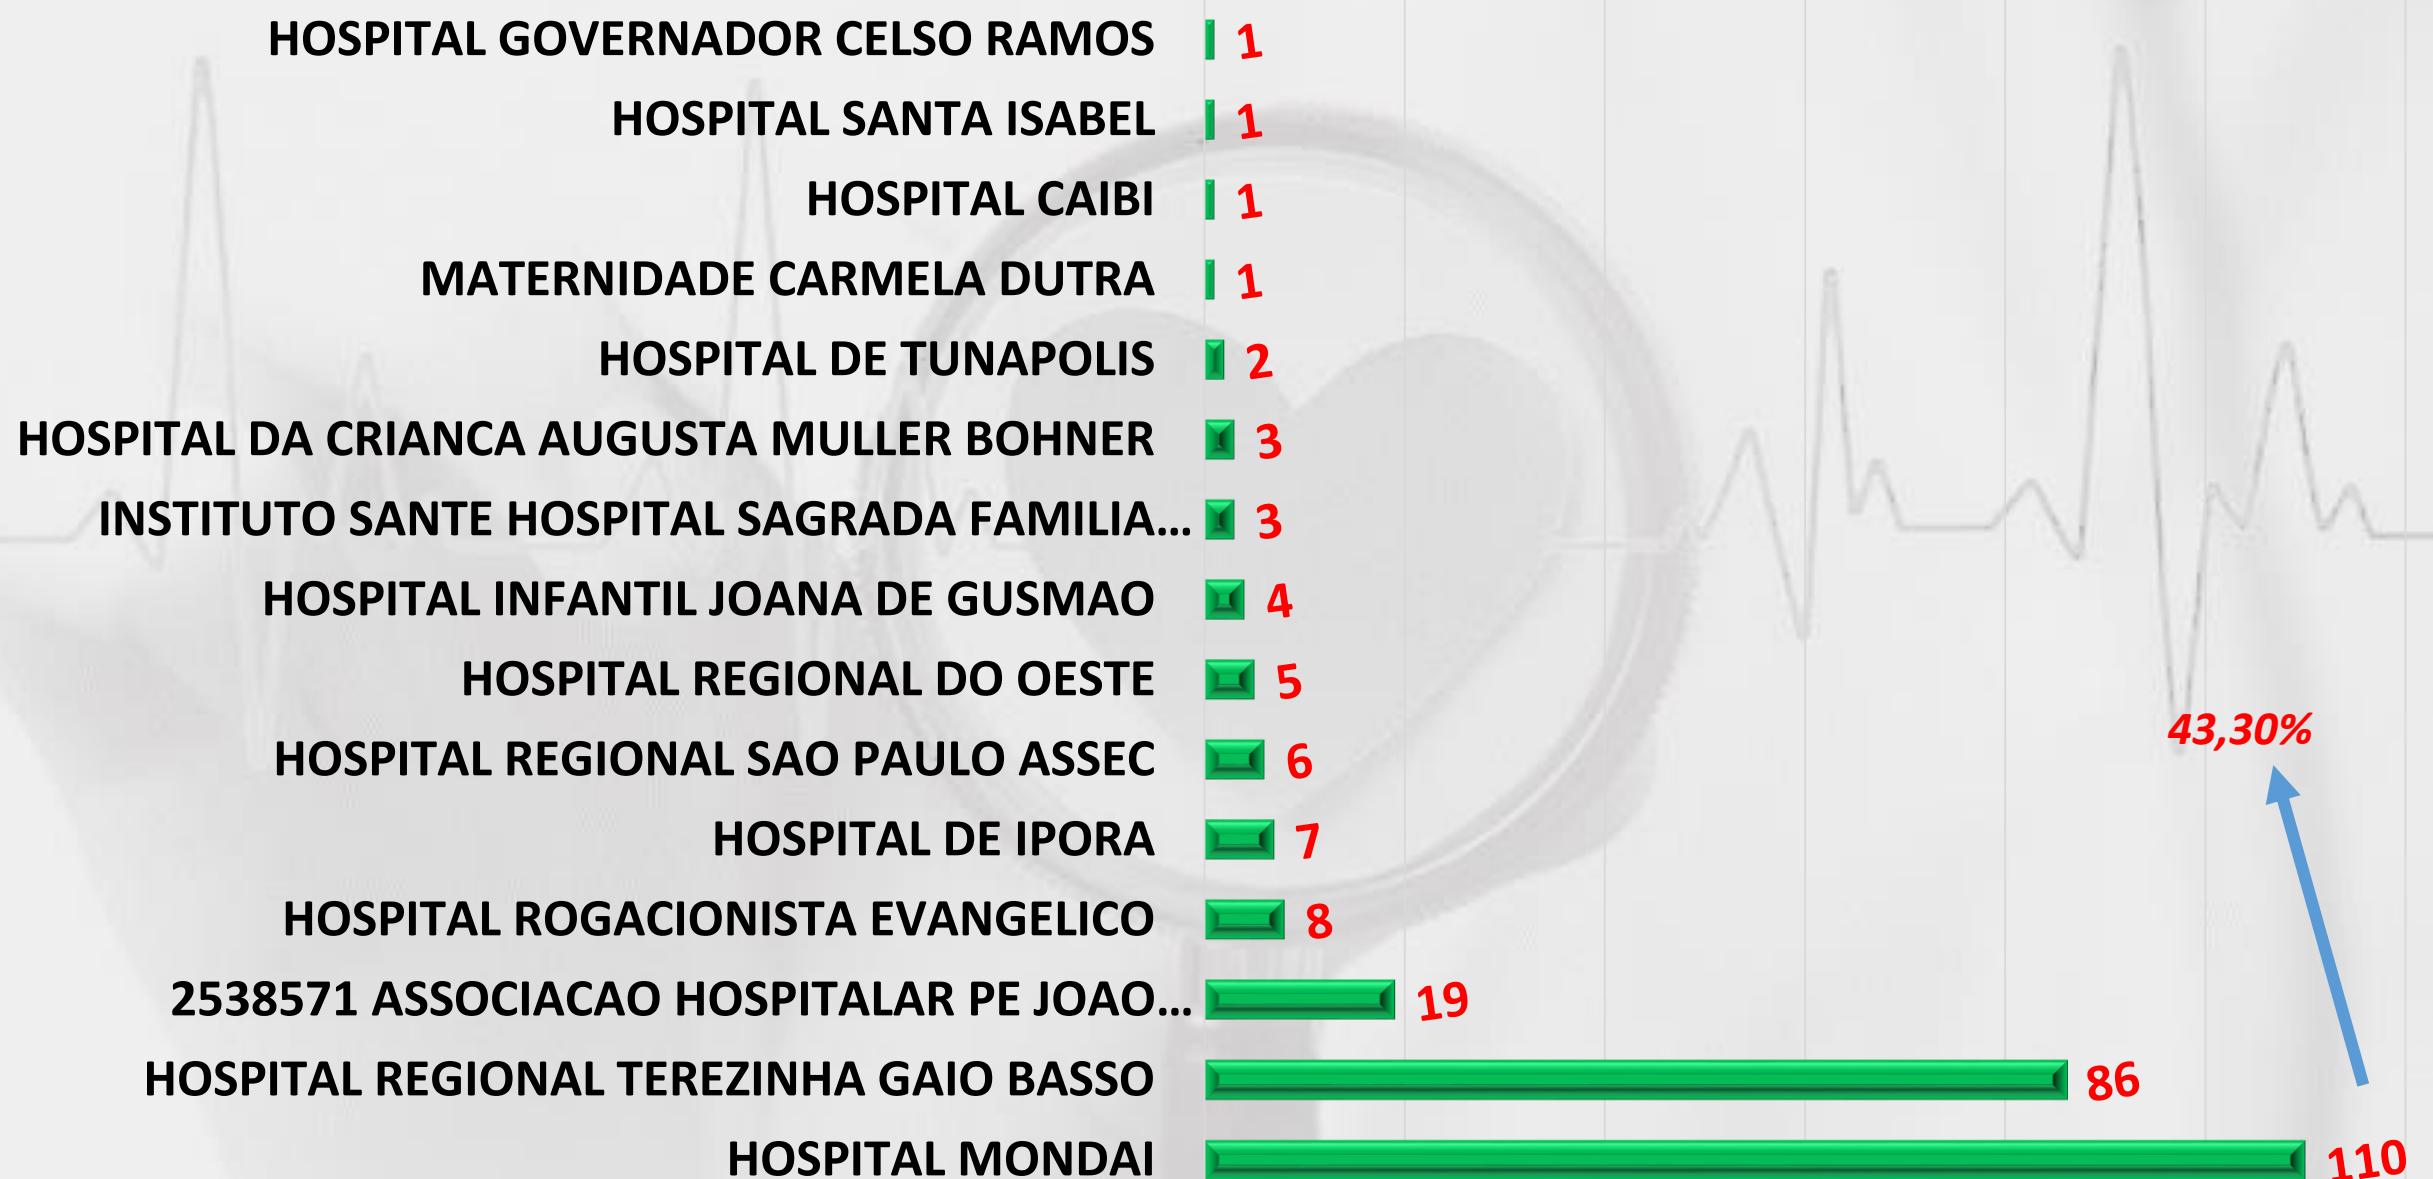 HOSPITAL GOVERNADOR CELSO RAMOS 1
HOSPITAL SANTA ISABEL 1
HOSPITAL CAIBI 1
MATERNIDADE CARMELA DUTRA 1
HOSPITAL DE TUNAPOLIS 2
HOSPITAL DA CRIANCA AUGUSTA MULLER BOHNER 3
INSTITUTO SANTE HOSPITAL SAGRADA FAMILIA... 3
HOSPITAL INFANTIL JOANA DE GUSMAO 4
HOSPITAL REGIONAL DO OESTE 5
43,30%
HOSPITAL REGIONAL SAO PAULO ASSEC 6
HOSPITAL DE IPORA 7
HOSPITAL ROGACIONISTA EVANGELICO 8
2538571 ASSOCIACAO HOSPITALAR PE JOAO... 19
HOSPITAL REGIONAL TEREZINHA GAIO BASSO 86
HOSPITAL MONDAI 110